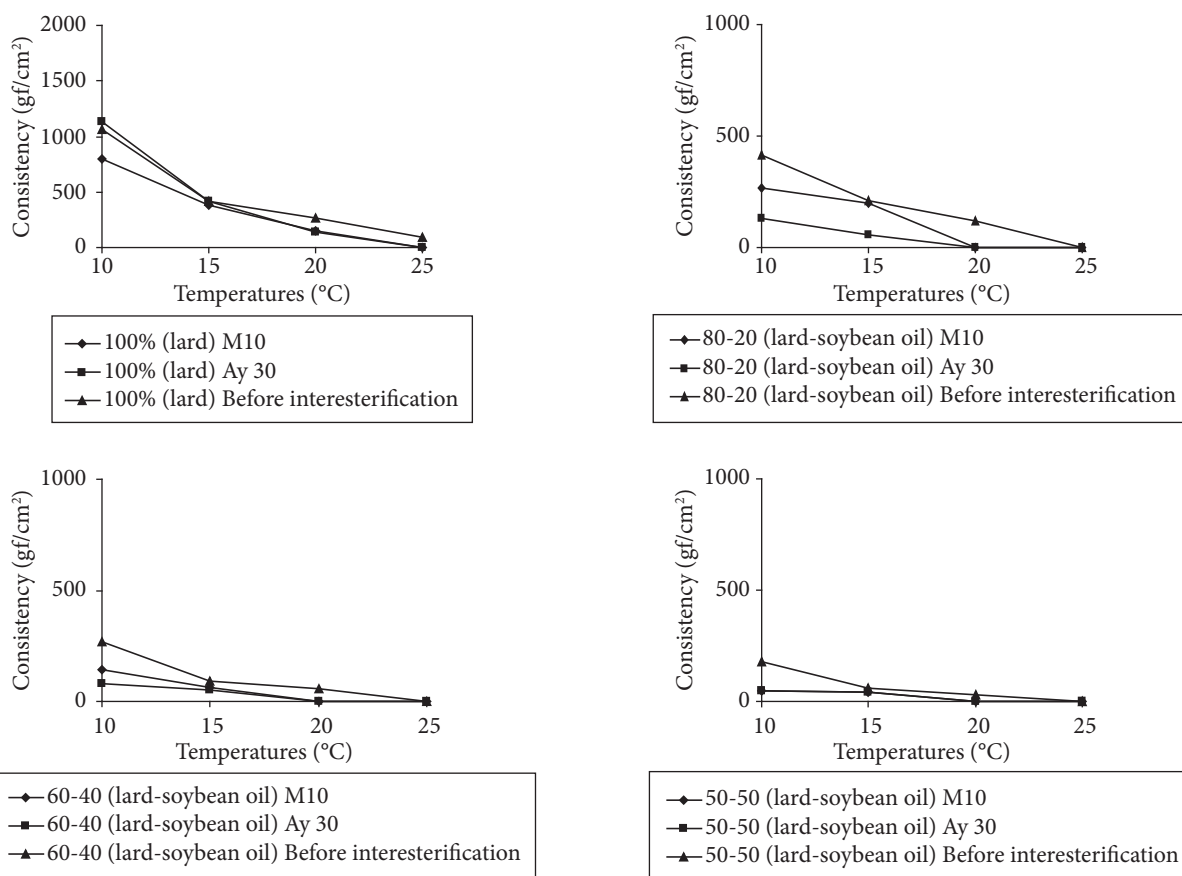 Consistency (gf/cm²)
2000
1500
1000
500
0
10 15 20 25
Temperatures (°C)
100% (lard) M10
100% (lard) Ay 30
100% (lard) Before interesterification
Consistency (gf/cm²)
1000
500
0
10 15 20 25
Temperatures (°C)
80-20 (lard-soybean oil) M10
80-20 (lard-soybean oil) Ay 30
80-20 (lard-soybean oil) Before interesterification
Consistency (gf/cm²)
1000
500
0
10 15 20 25
Temperatures (°C)
60-40 (lard-soybean oil) M10
60-40 (lard-soybean oil) Ay 30
60-40 (lard-soybean oil) Before interesterification
Consistency (gf/cm²)
1000
500
0
10 15 20 25
Temperatures (°C)
50-50 (lard-soybean oil) M10
50-50 (lard-soybean oil) Ay 30
50-50 (lard-soybean oil) Before interesterification